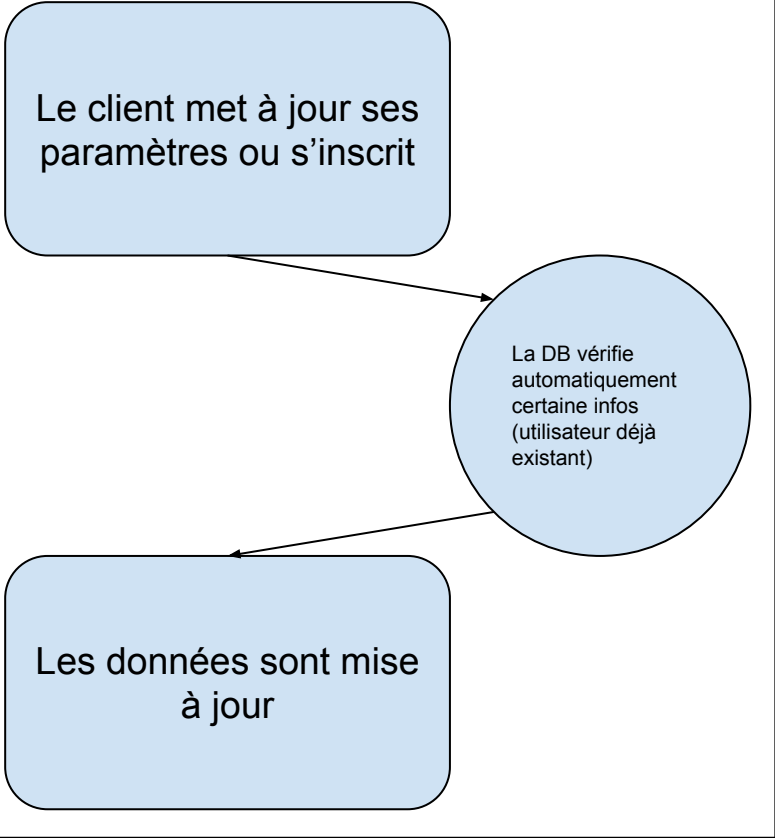 Le client met à jour ses
paramètres ou s’inscrit
La DB vérifie
automatiquement
certaine infos
(utilisateur déjà
existant)
Les données sont mise
à jour